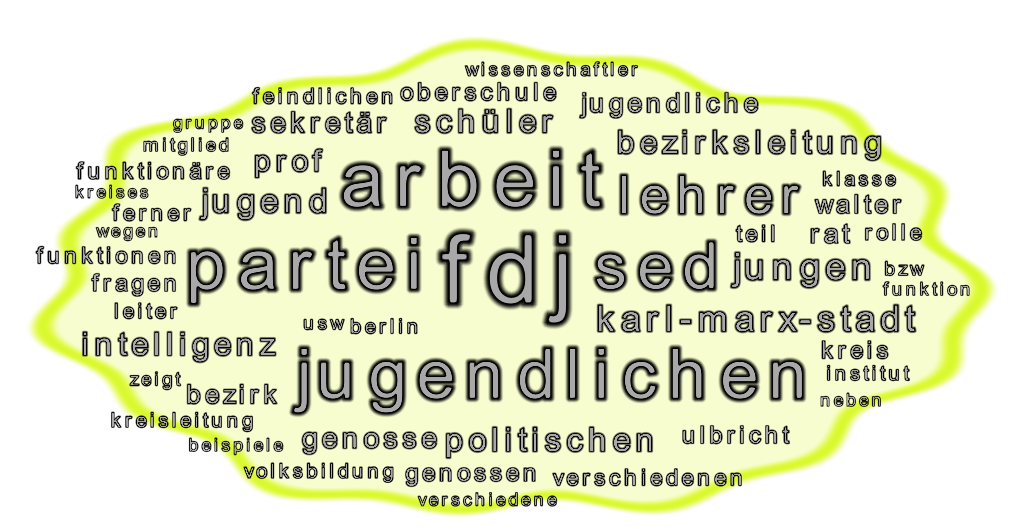 wissenschaftler
feindlichen oberschule jugendliche
gruppe sekretär schüler bezirksleitung
mitglied prof arbeit
funktionäre klasse
kreises jugend lehrer walter
ferner
wegen teil rat rolle
funktionen partei fdj sed jungen bzw
fragen funktion
leiter usw berlin karl-marx-stadt
intelligenz kreis
zeigt jugendlichen institut
bezirk neben
kreisleitung
beispiele genosse politischen ulbricht
volksbildung genossen verschiedenen
verschiedene